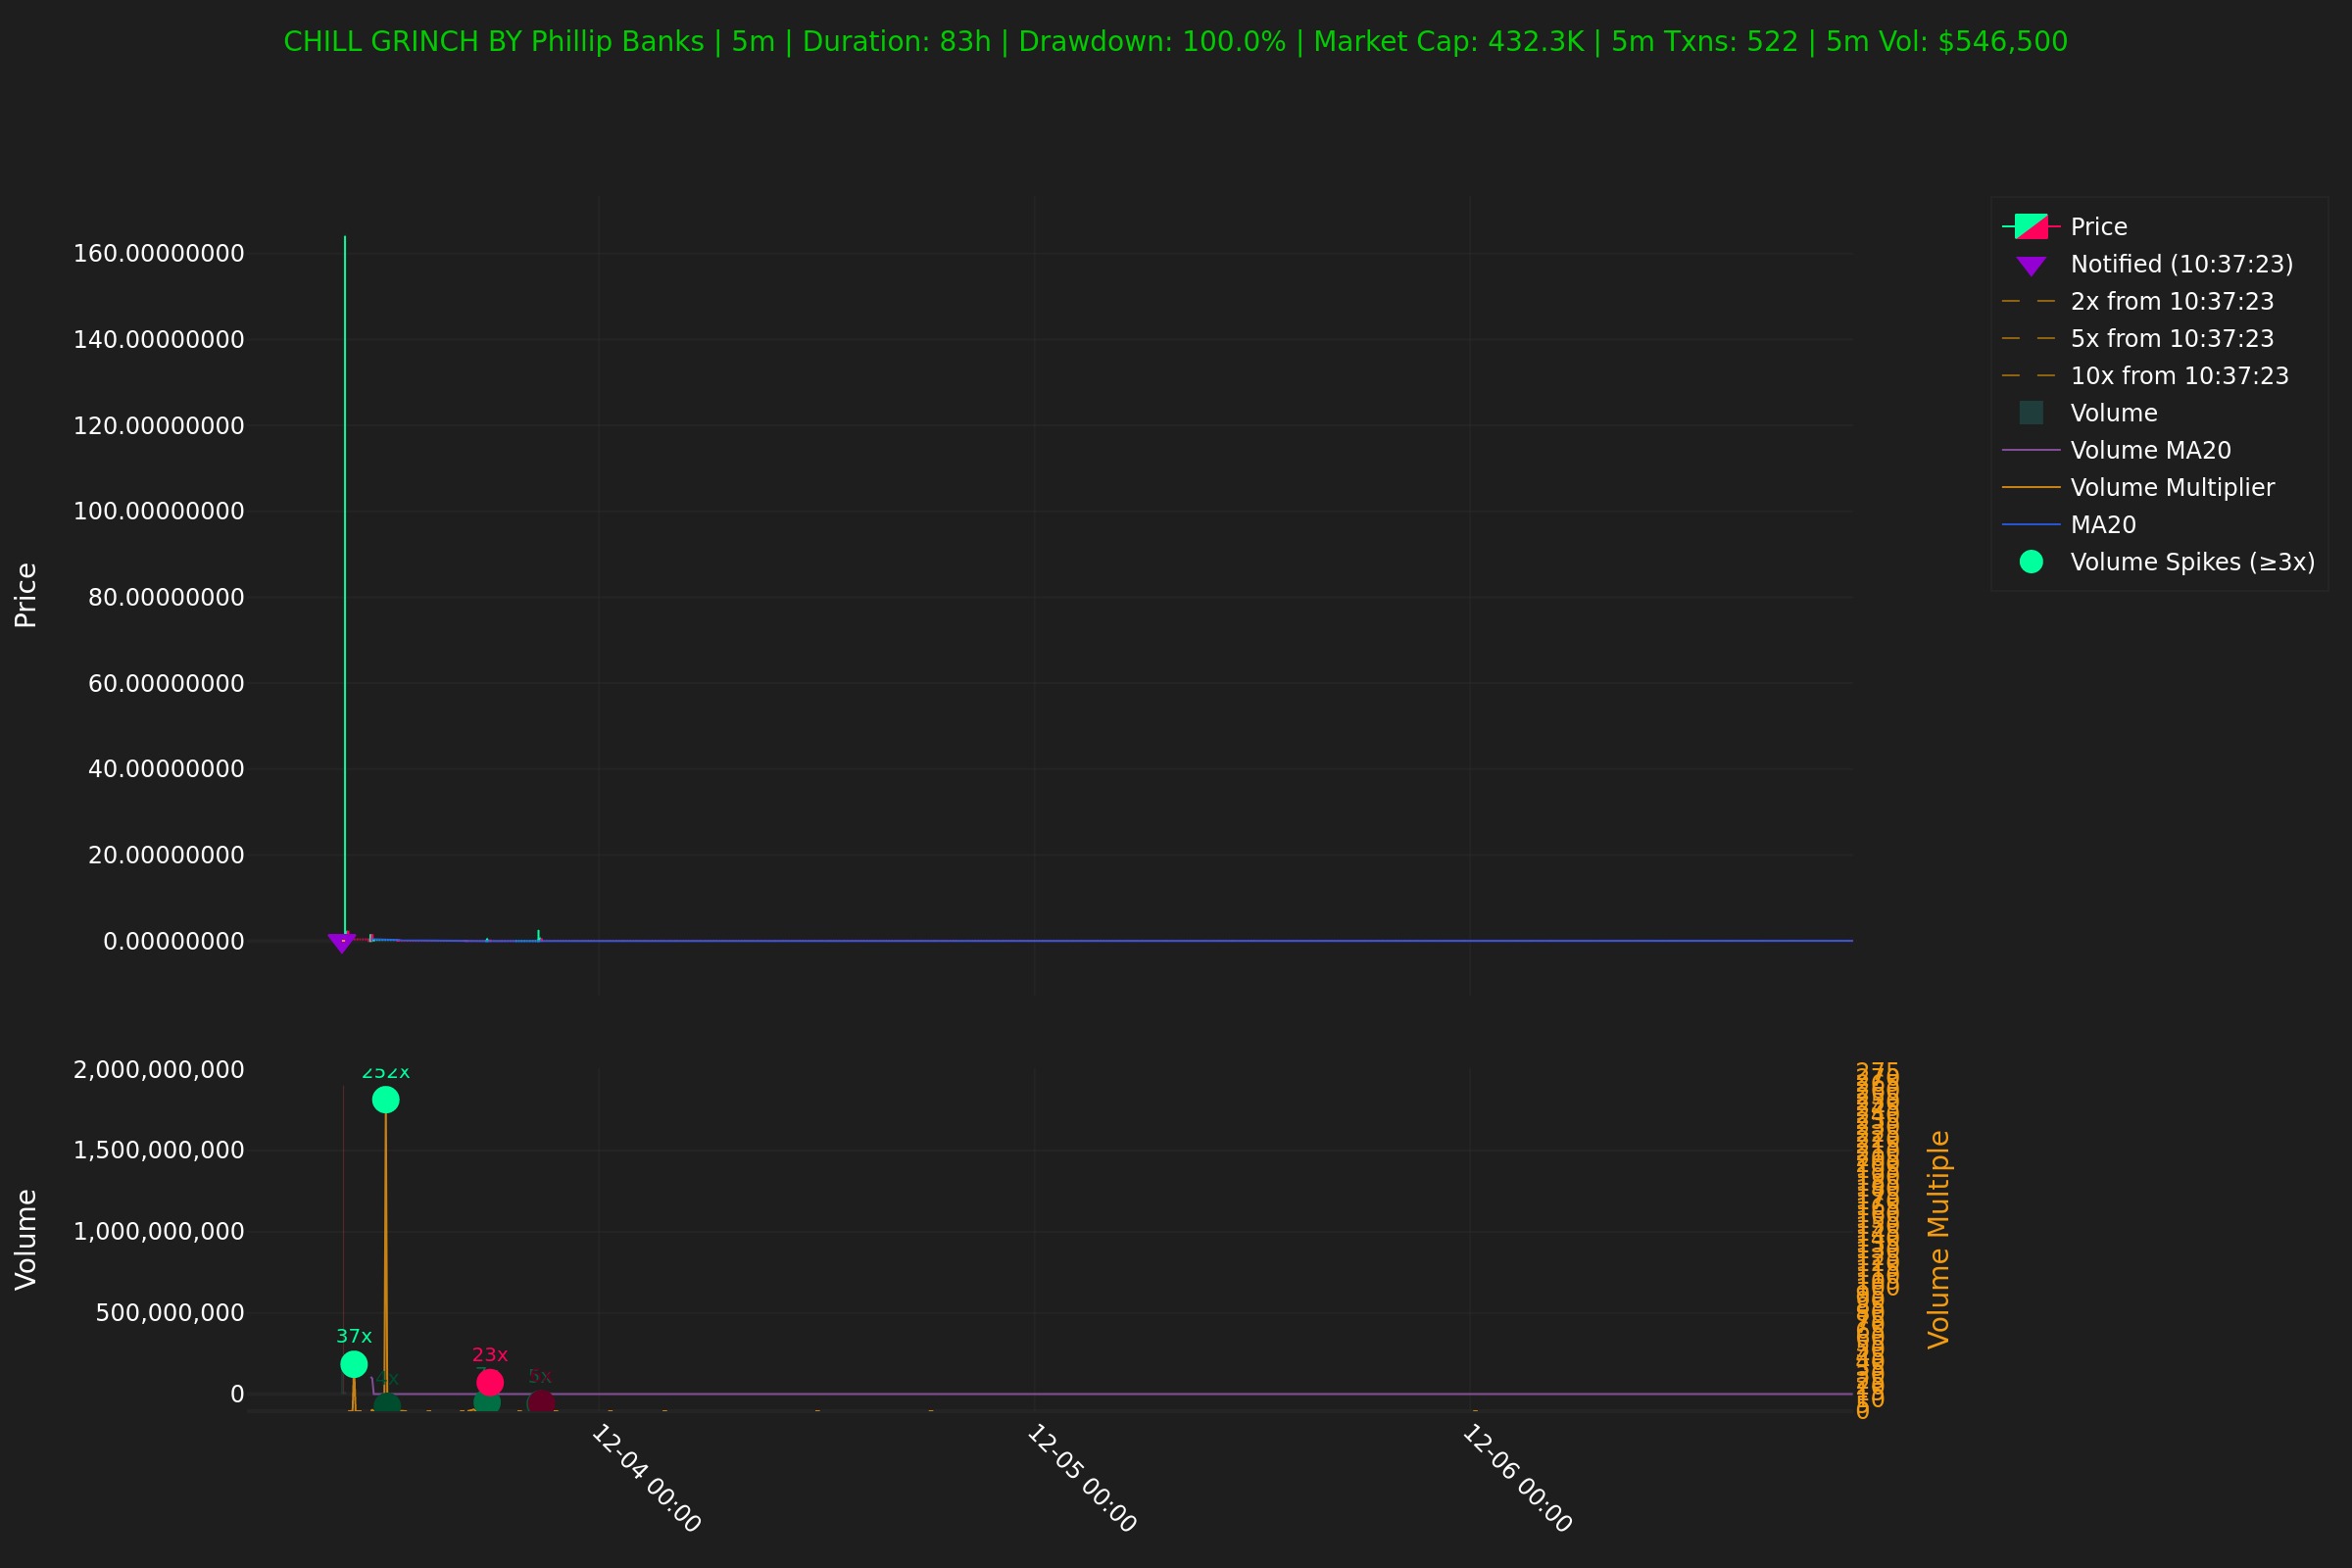 CHILL GRINCH BY Phillip Banks | 5m | Duration: 83h | Drawdown: 100.0% | Market Cap: 432.3K | 5m Txns: 522 | 5m Vol: $546,500
Price
160.00000000
140.00000000
120.00000000
100.00000000
80.00000000
60.00000000
40.00000000
20.00000000
0.00000000
Price
Notified (10:37:23)
2x from 10:37:23
5x from 10:37:23
10x from 10:37:23
Volume
Volume MA20
Volume Multiplier
MA20
Volume Spikes (≥3x)
Volume
2,000,000,000
1,500,000,000
1,000,000,000
500,000,000
0
252x
37x
4x
23x
5x
275
0
Volume Multiple
12-04 00:00
12-05 00:00
12-06 00:00